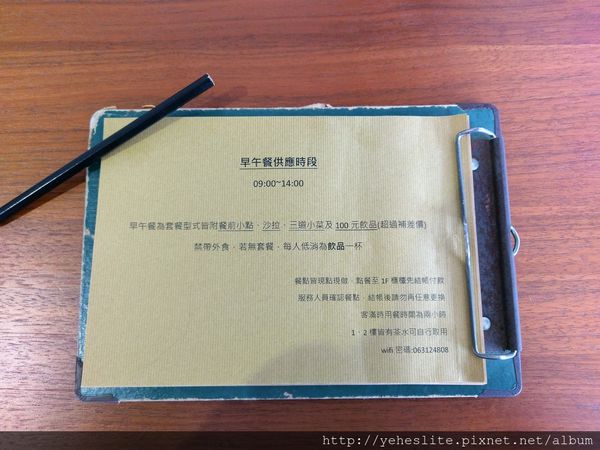 早午餐供應時段
09:00~14:00
早午餐為套餐型式皆附餐前小點、沙拉、三道小菜及 100 元飲品(超過補差價)
禁帶外食，若無套餐，每人低消為飲品一杯
餐點皆現點現做，點餐至 1F 櫃檯先結帳付款
服務人員確認餐點，結帳後請勿再任意更換
客滿時用餐時間為兩小時
1、2 樓皆有茶水可自行取用
wifi 密碼:063124808
http://yeheslite.pixnet.net/album